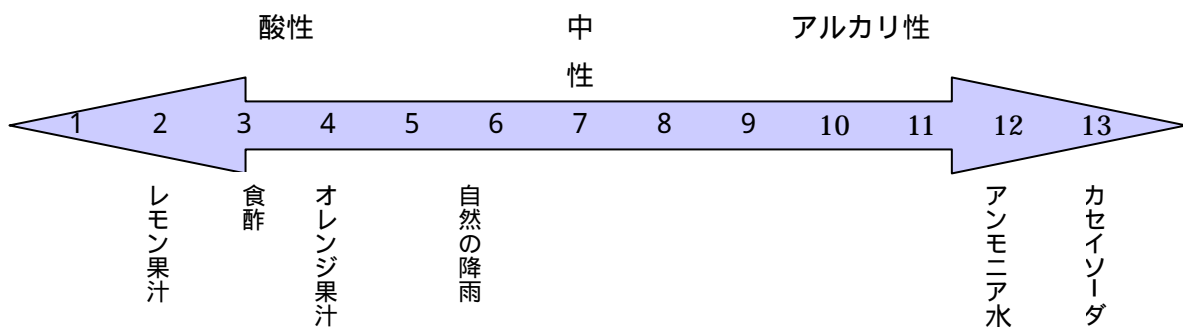 酸性 中性 アルカリ性
1 2 3 4 5 6 7 8 9 10 11 12 13
レモン果汁
食酢
オレンジ果汁
自然の降雨
アンモニア水
カセイソーダ